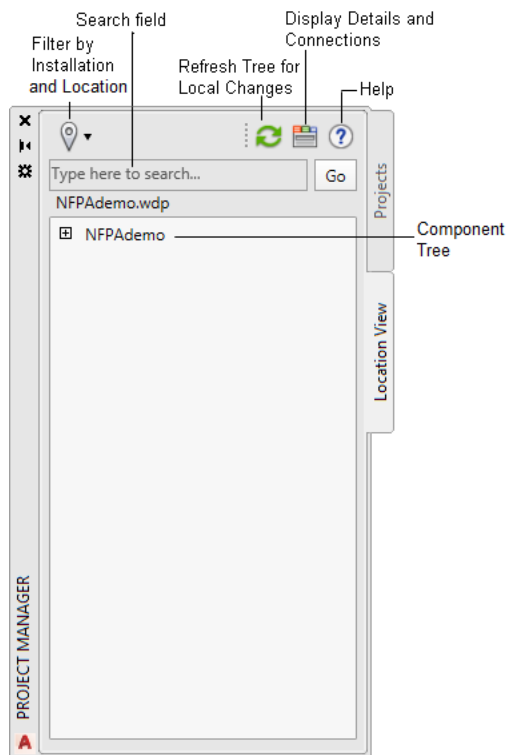 Search field
Display Details and
Connections
Filter by
Installation
and Location
Refresh Tree for
Local Changes
Help
Type here to search...
Go
NFPAdemo.wdp
NFPAdemo
Component
Tree
Projects
Location View
PROJECT MANAGER
A